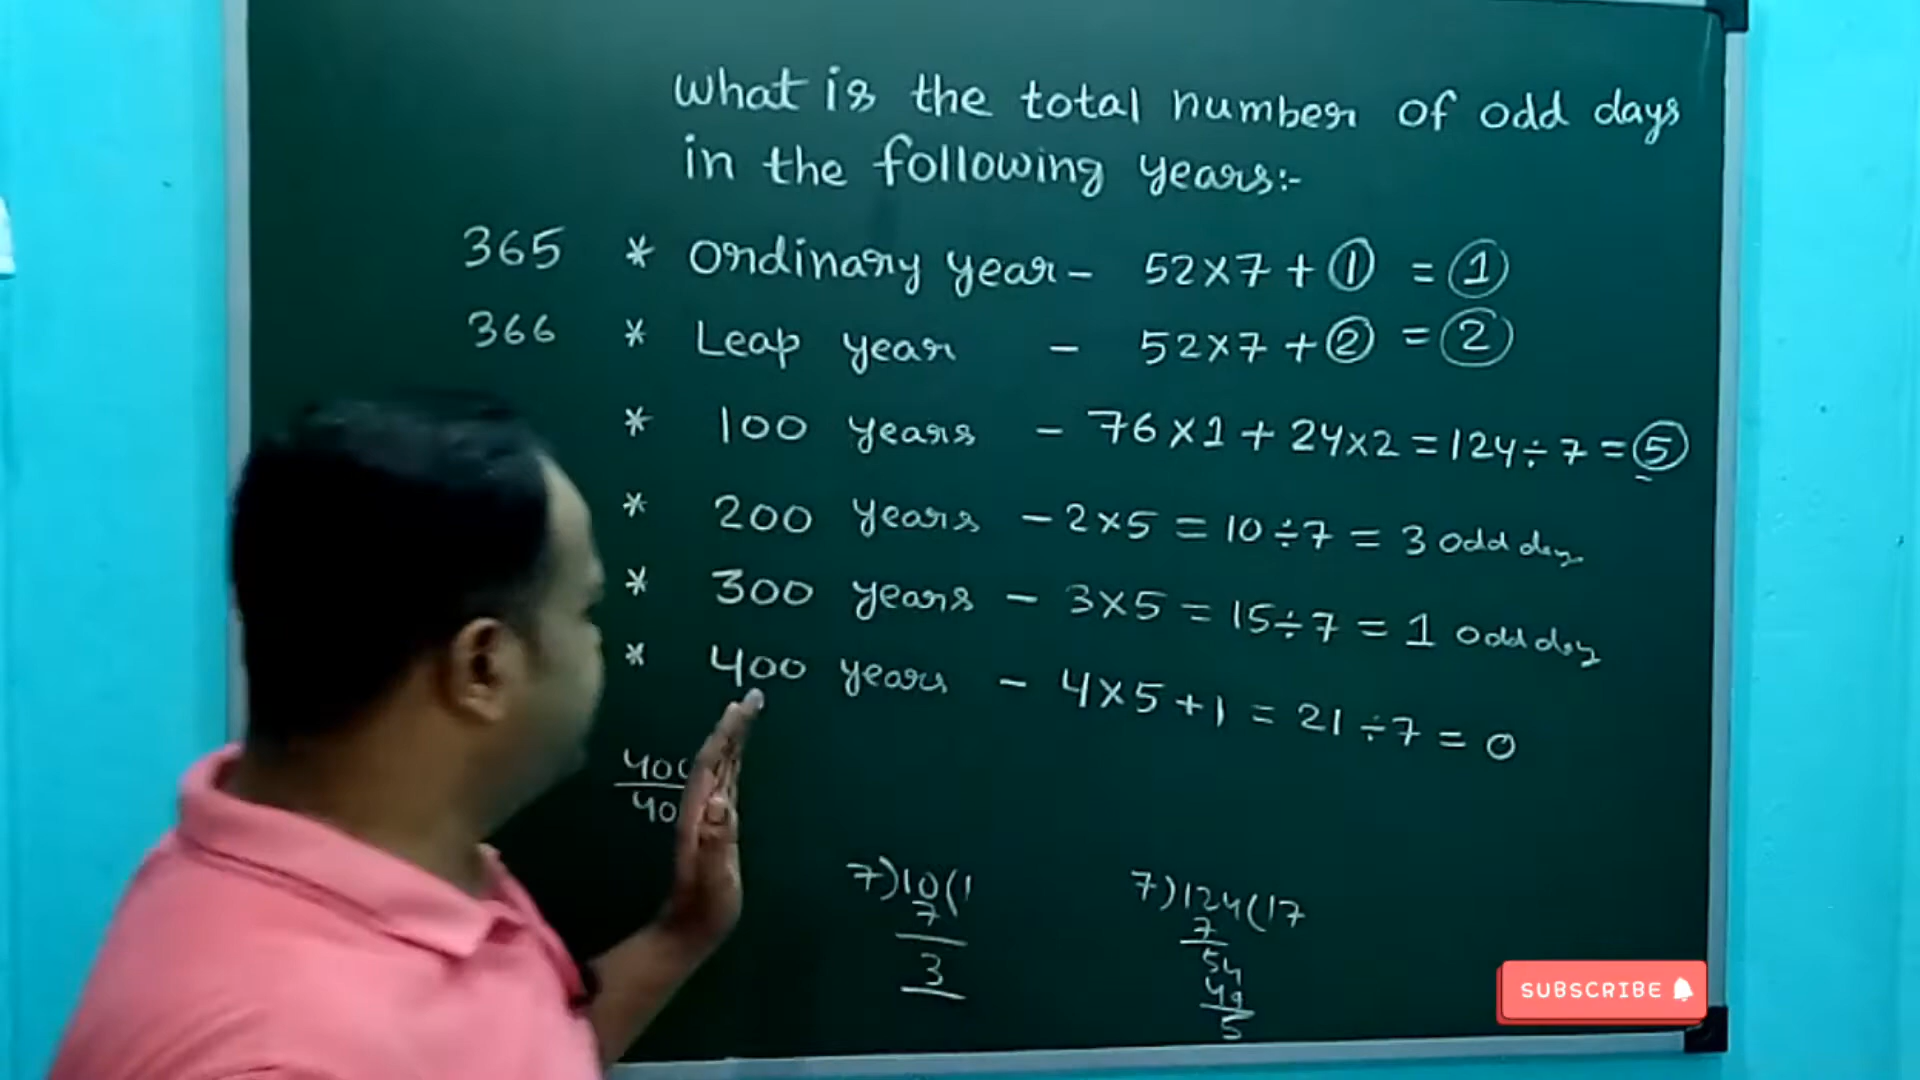 What is the total number of odd days
in the following years:-
365 * Ordinary year - 52×7 + 1 = 1
366 * Leap year - 52×7 + 2 = 2
* 100 years - 76×1 + 24×2 = 124÷7 = 5
* 200 years - 2×5 = 10÷7 = 3 odd day
* 300 years - 3×5 = 15÷7 = 1 odd day
* 400 years - 4×5+1 = 21÷7 = 0
7)10(1
7
3
7)124(17
7
54
49
5
SUBSCRIBE